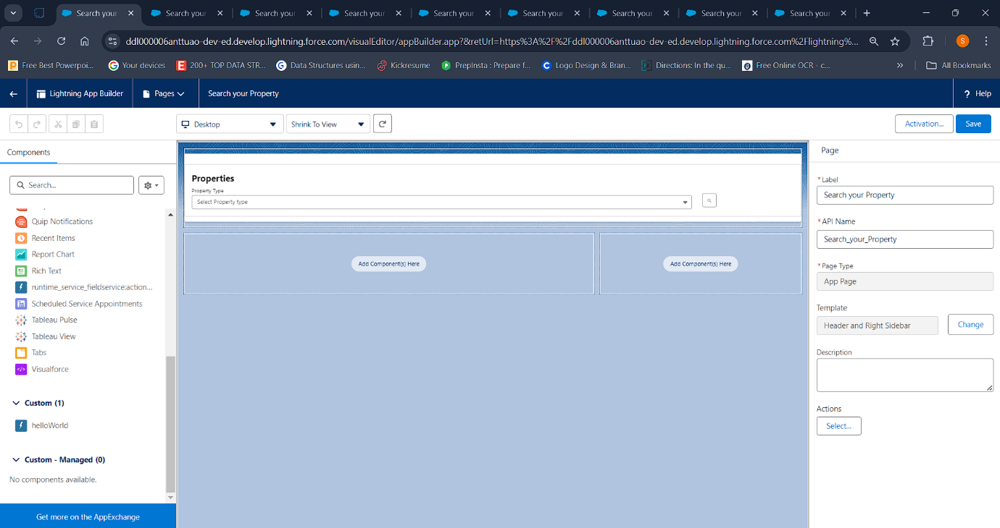 Search your
Search your
Search your
Search your
Search your
Search your
Search your
Search your
Search your
ddl000006anttuao-dev-ed.develop.lightning.force.com/visualEditor/appBuilder.app?&retUrl=https%3A%2F%2Fddl000006anttuao-dev-ed.develop.lightning.force.com%2Flightning%...
S
Free Best Powerpoi...
Your devices
200+ TOP DATA STR...
Data Structures usin...
Kickresume
PrepInsta : Prepare f...
Logo Design & Bran...
Directions: In the qu...
Free Online OCR - c...
All Bookmarks
Lightning App Builder
Pages
Search your Property
? Help
Desktop
Shrink To View
Activation...
Save
Components
Search...
Quip Notifications
Recent Items
Report Chart
Rich Text
runtime_service_fieldservice:action...
Scheduled Service Appointments
Tableau Pulse
Tableau View
Tabs
Visualforce
Custom (1)
helloWorld
Custom - Managed (0)
No components available.
Get more on the AppExchange
Properties
Property Type
Select Property type
Add Component(s) Here
Add Component(s) Here
Page
* Label
Search your Property
* API Name
Search_your_Property
* Page Type
App Page
Template
Header and Right Sidebar
Change
Description
Actions
Select...